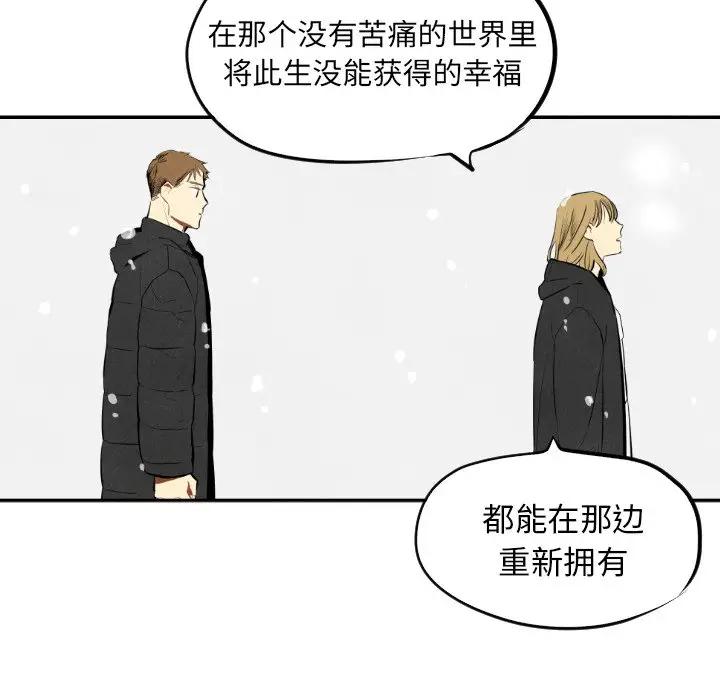 在那个没有苦痛的世界里
将此生没能获得的幸福
都能在那边
重新拥有